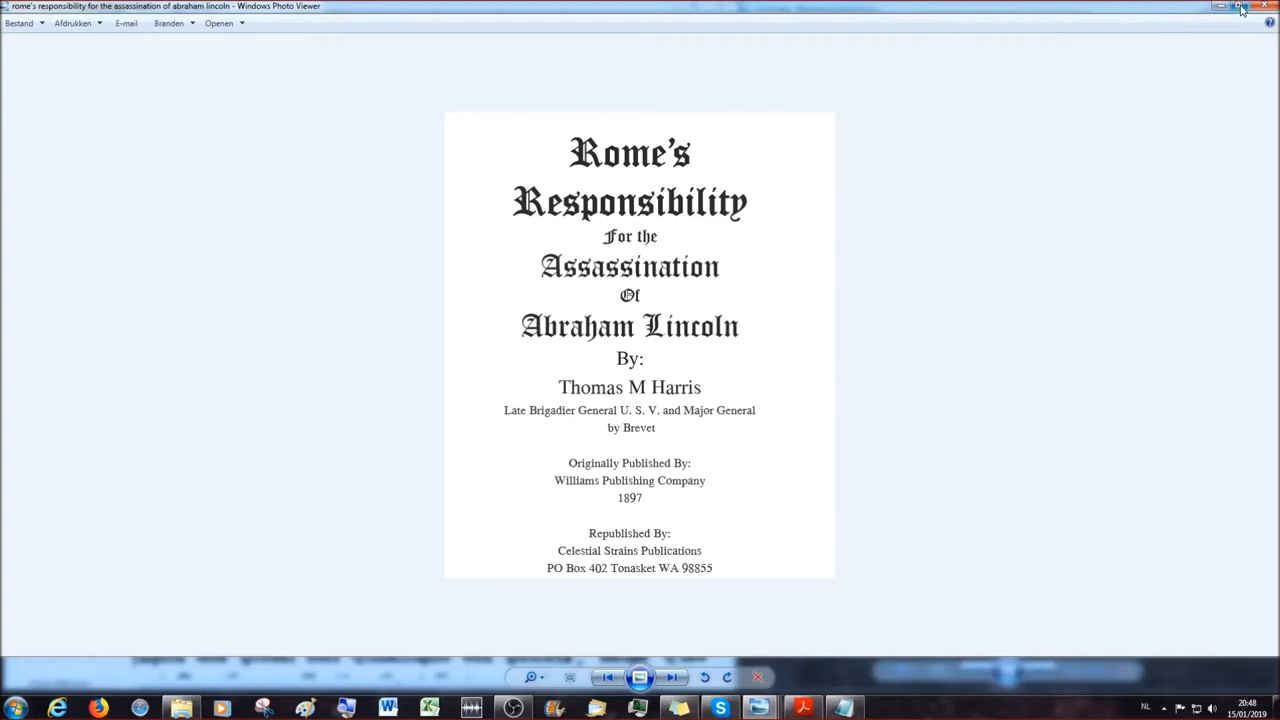 rome's responsibility for the assassination of abraham lincoln - Windows Photo Viewer
Bestand Afdrukken E-mail Branden Openen
Rome's
Responsibility
For the
Assassination
Of
Abraham Lincoln
By:
Thomas M Harris
Late Brigadier General U. S. V. and Major General
by Brevet
Originally Published By:
Williams Publishing Company
1897
Republished By:
Celestial Strains Publications
PO Box 402 Tonasket WA 98855
NL 20:48
15/01/2019